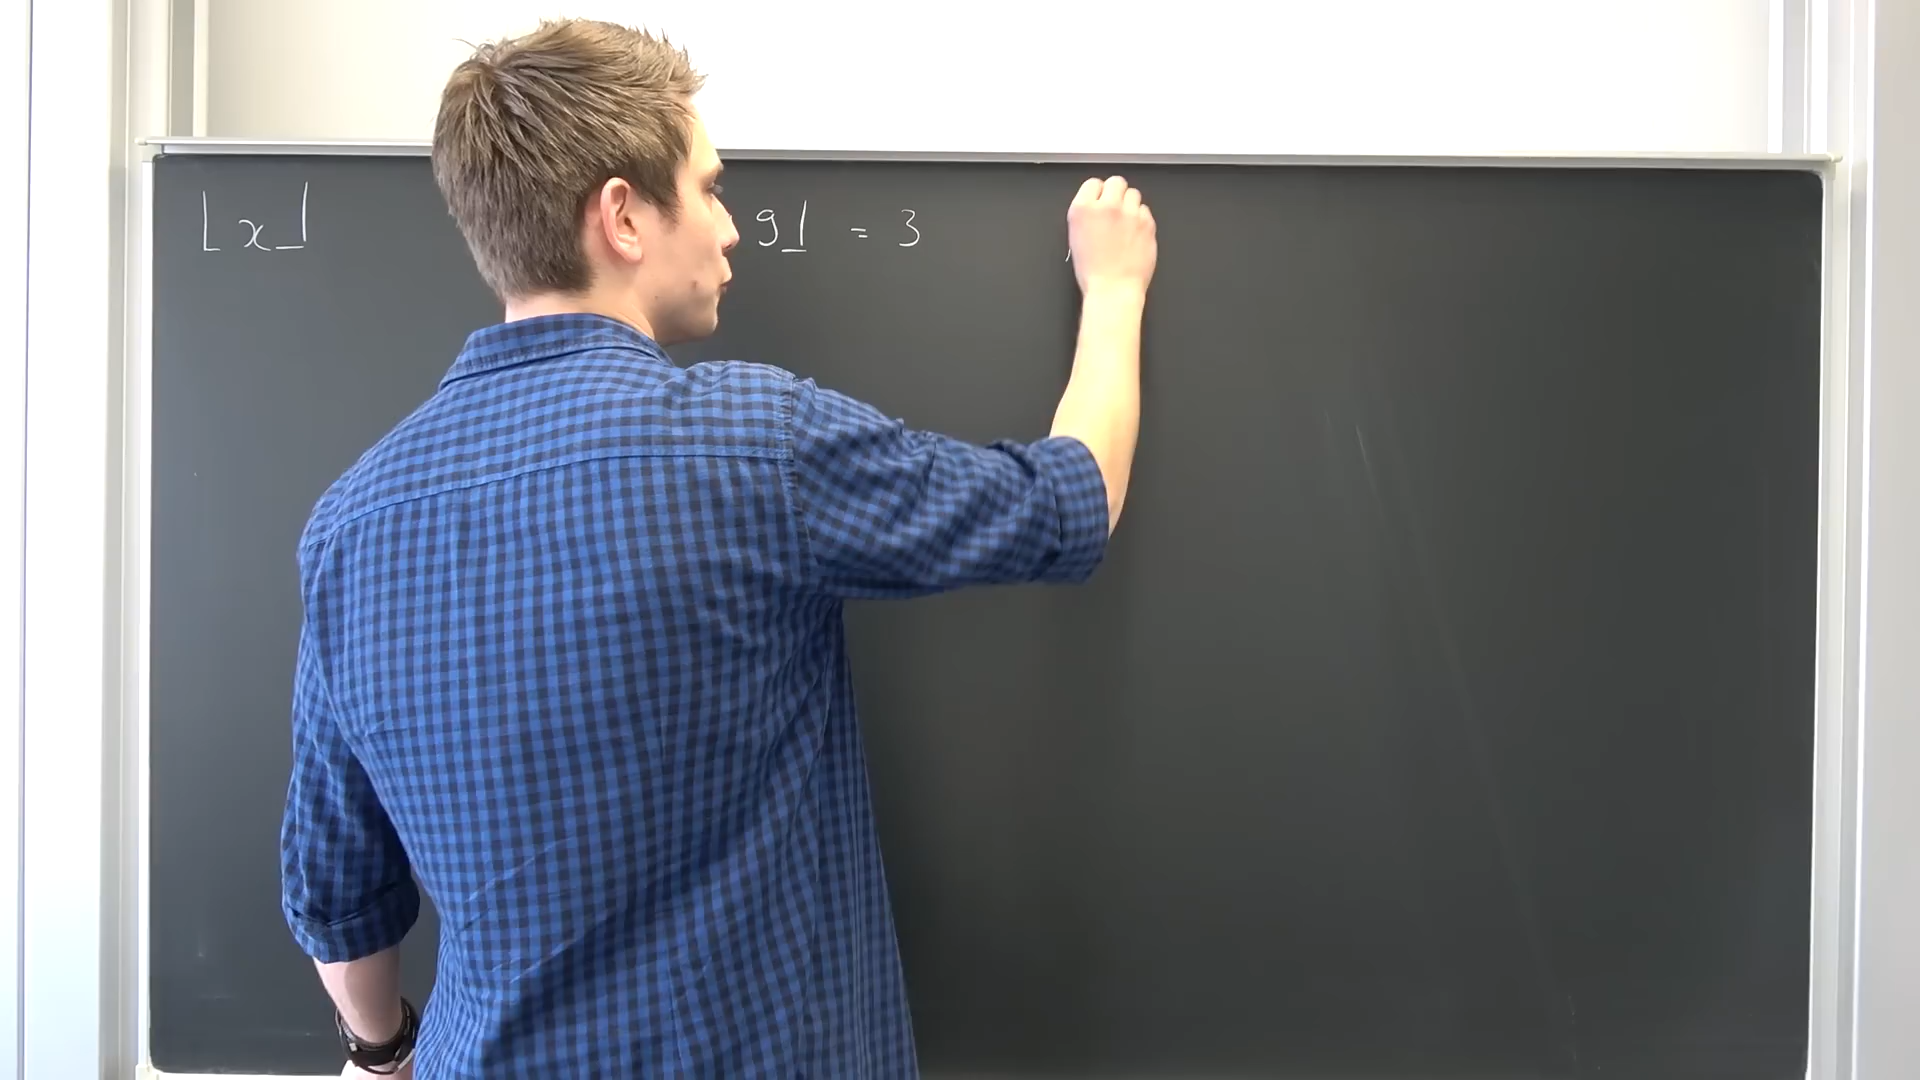 ⌊x⌋ 9⌋ = 3